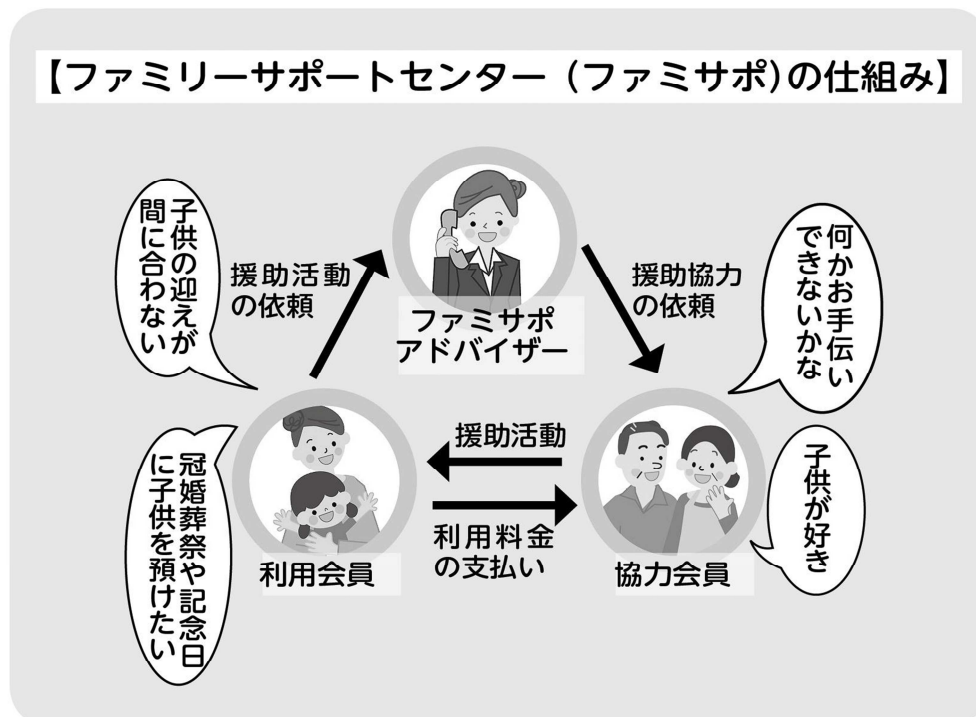 【ファミリーサポートセンター（ファミサポ）の仕組み】
子供の迎えが
間に合わない
援助活動
の依頼
ファミサポ
アドバイザー
援助協力
の依頼
何かお手伝い
できないかな
冠婚葬祭や記念日
に子供を預けたい
利用会員
援助活動
利用料金
の支払い
協力会員
子供が好き